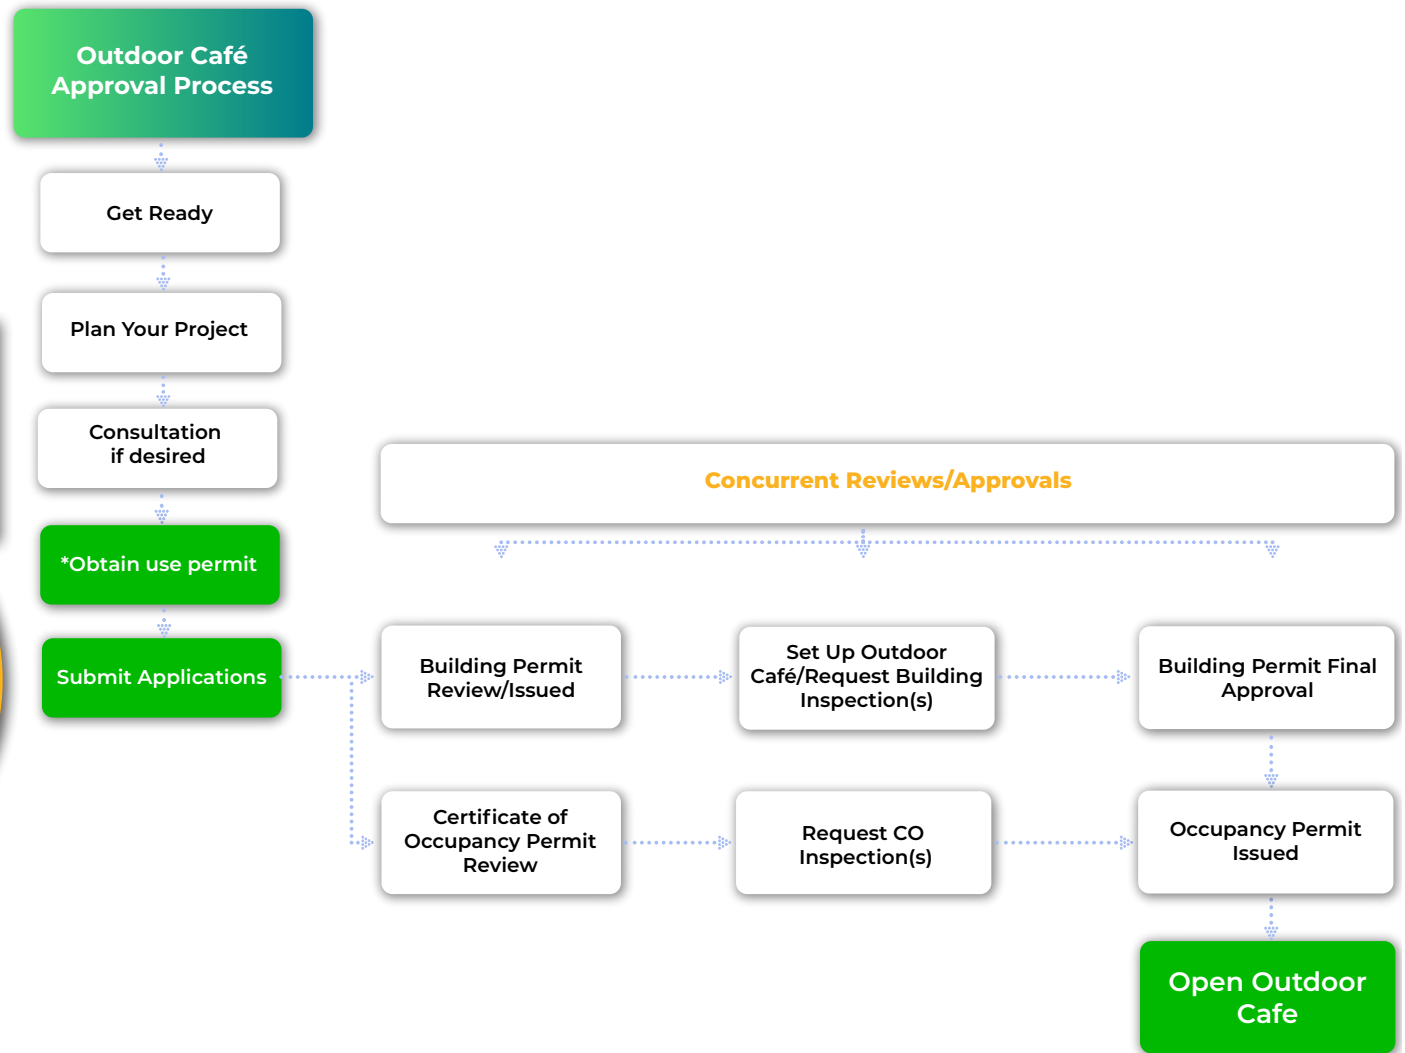 Outdoor Café
Approval Process
Get Ready
Plan Your Project
Consultation
if desired
*Obtain use permit
Submit Applications
Concurrent Reviews/Approvals
Building Permit
Review/Issued
Set Up Outdoor
Café/Request Building
Inspection(s)
Building Permit Final
Approval
Certificate of
Occupancy Permit
Review
Request CO
Inspection(s)
Occupancy Permit
Issued
Open Outdoor
Cafe